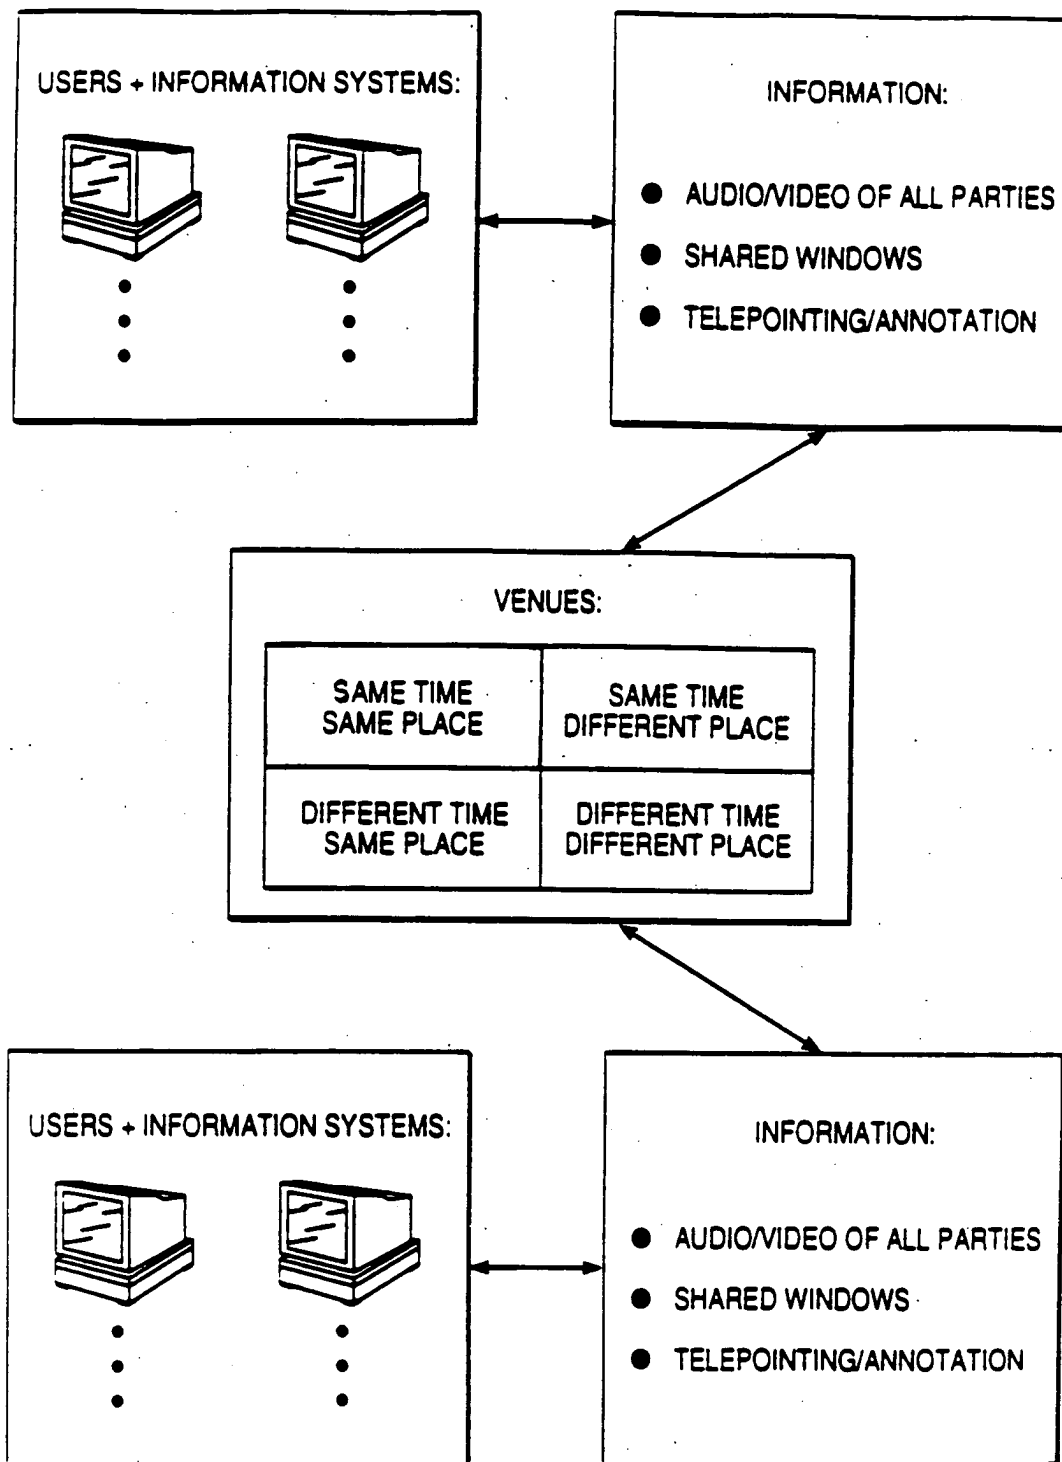 USERS + INFORMATION SYSTEMS:
INFORMATION:
● AUDIO/VIDEO OF ALL PARTIES
● SHARED WINDOWS
● TELEPOINTING/ANNOTATION
VENUES:
SAME TIME
SAME PLACE
SAME TIME
DIFFERENT PLACE
DIFFERENT TIME
SAME PLACE
DIFFERENT TIME
DIFFERENT PLACE
USERS + INFORMATION SYSTEMS:
INFORMATION:
● AUDIO/VIDEO OF ALL PARTIES
● SHARED WINDOWS
● TELEPOINTING/ANNOTATION